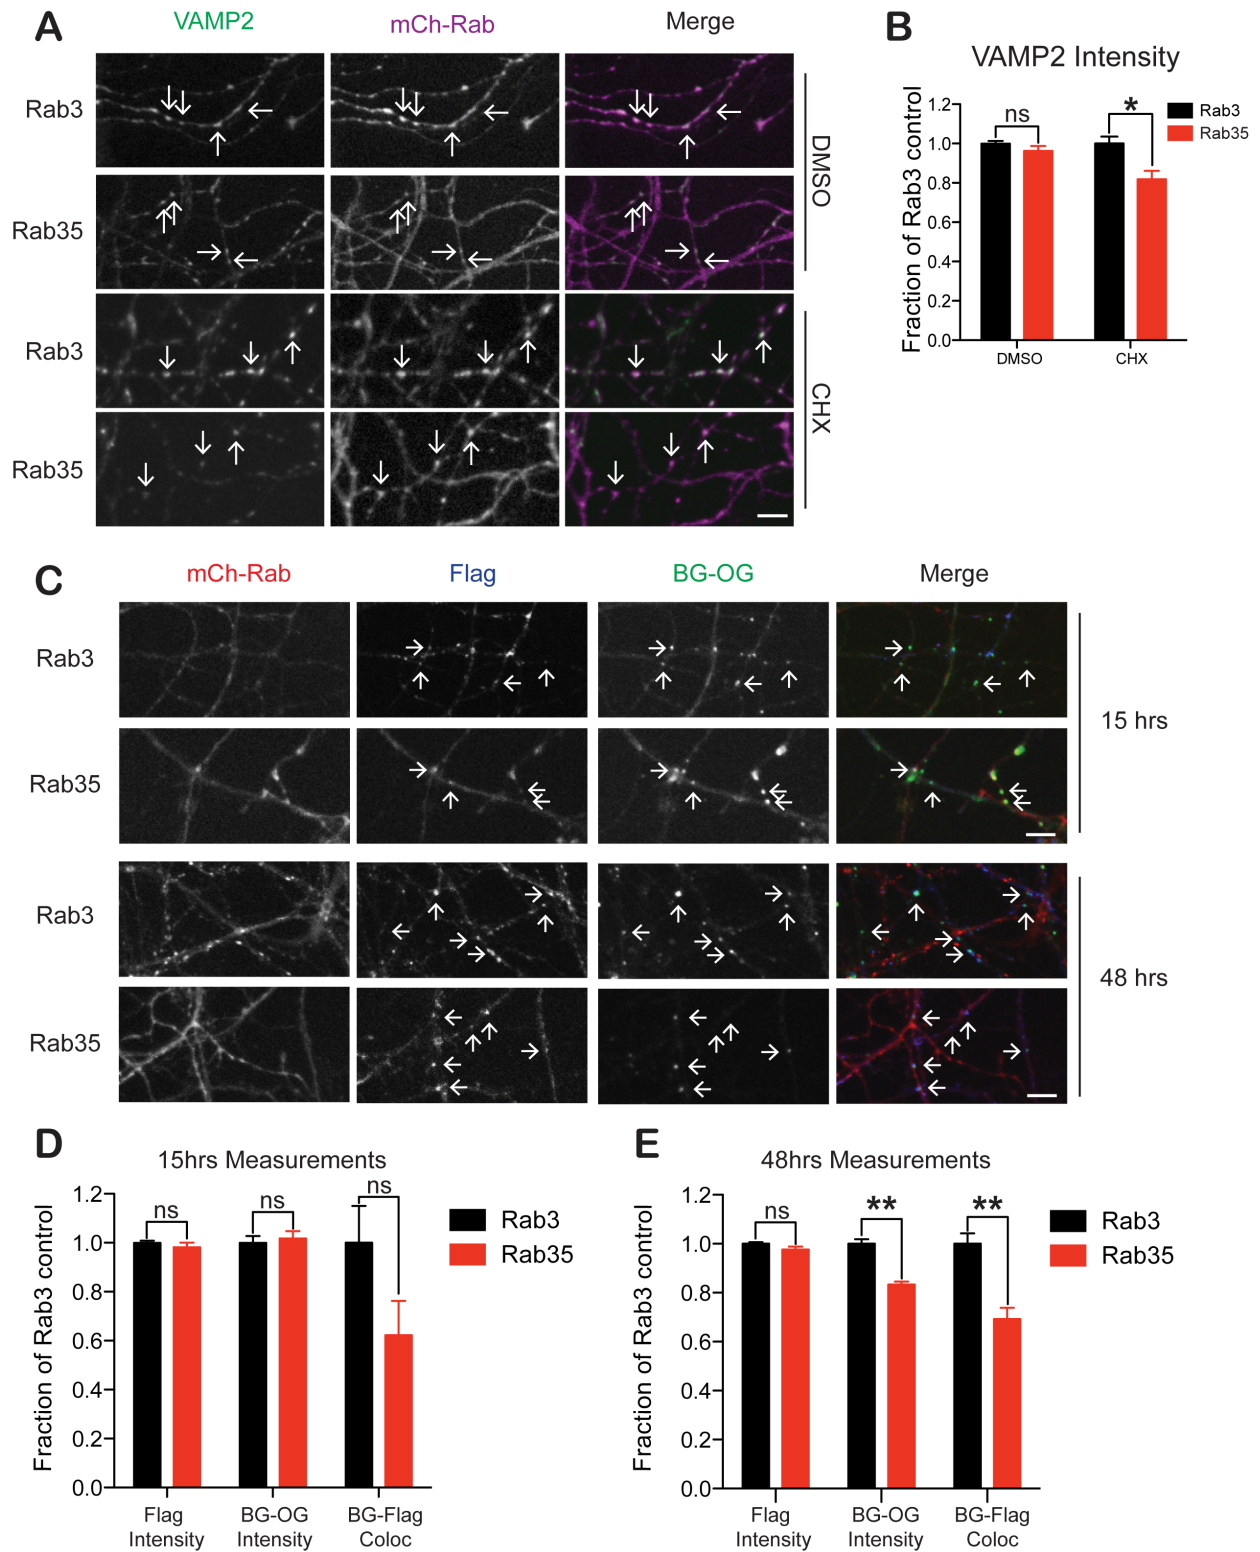 A
VAMP2
mCh-Rab
Merge
Rab3
Rab35
DMSO
Rab3
Rab35
CHX
B
VAMP2 Intensity
Fraction of Rab3 control
1.2
1.0
0.8
0.6
0.4
0.2
0.0
ns
*
Rab3
Rab35
DMSO
CHX
C
mCh-Rab
Flag
BG-OG
Merge
Rab3
Rab35
15 hrs
Rab3
Rab35
48 hrs
D
15hrs Measurements
Fraction of Rab3 control
1.2
1.0
0.8
0.6
0.4
0.2
0.0
ns
ns
ns
Rab3
Rab35
Flag
Intensity
BG-OG
Intensity
BG-Flag
Coloc
E
48hrs Measurements
Fraction of Rab3 control
1.2
1.0
0.8
0.6
0.4
0.2
0.0
ns
**
**
Rab3
Rab35
Flag
Intensity
BG-OG
Intensity
BG-Flag
Coloc